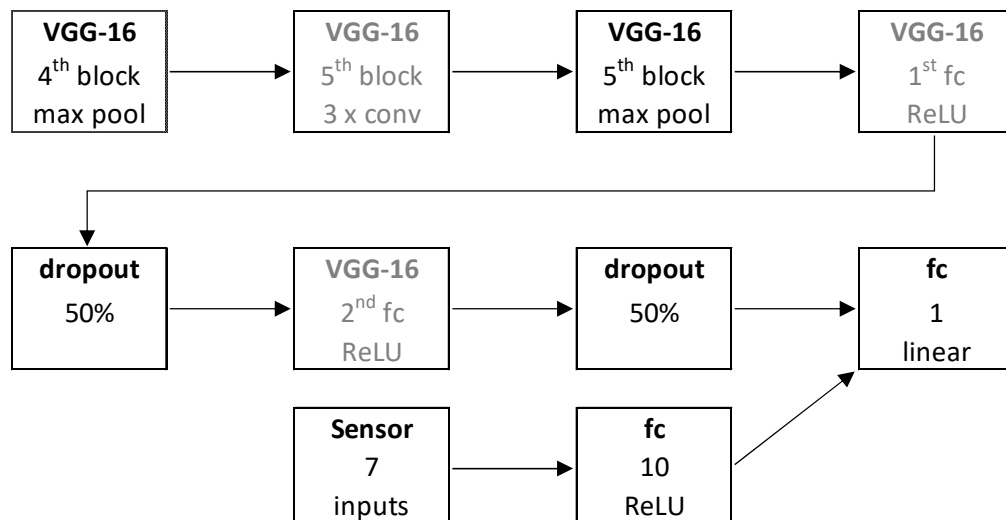 VGG-16
4th block
max pool
VGG-16
5th block
3 x conv
VGG-16
5th block
max pool
VGG-16
1st fc
ReLU
dropout
50%
VGG-16
2nd fc
ReLU
dropout
50%
fc
1
linear
Sensor
7
inputs
fc
10
ReLU